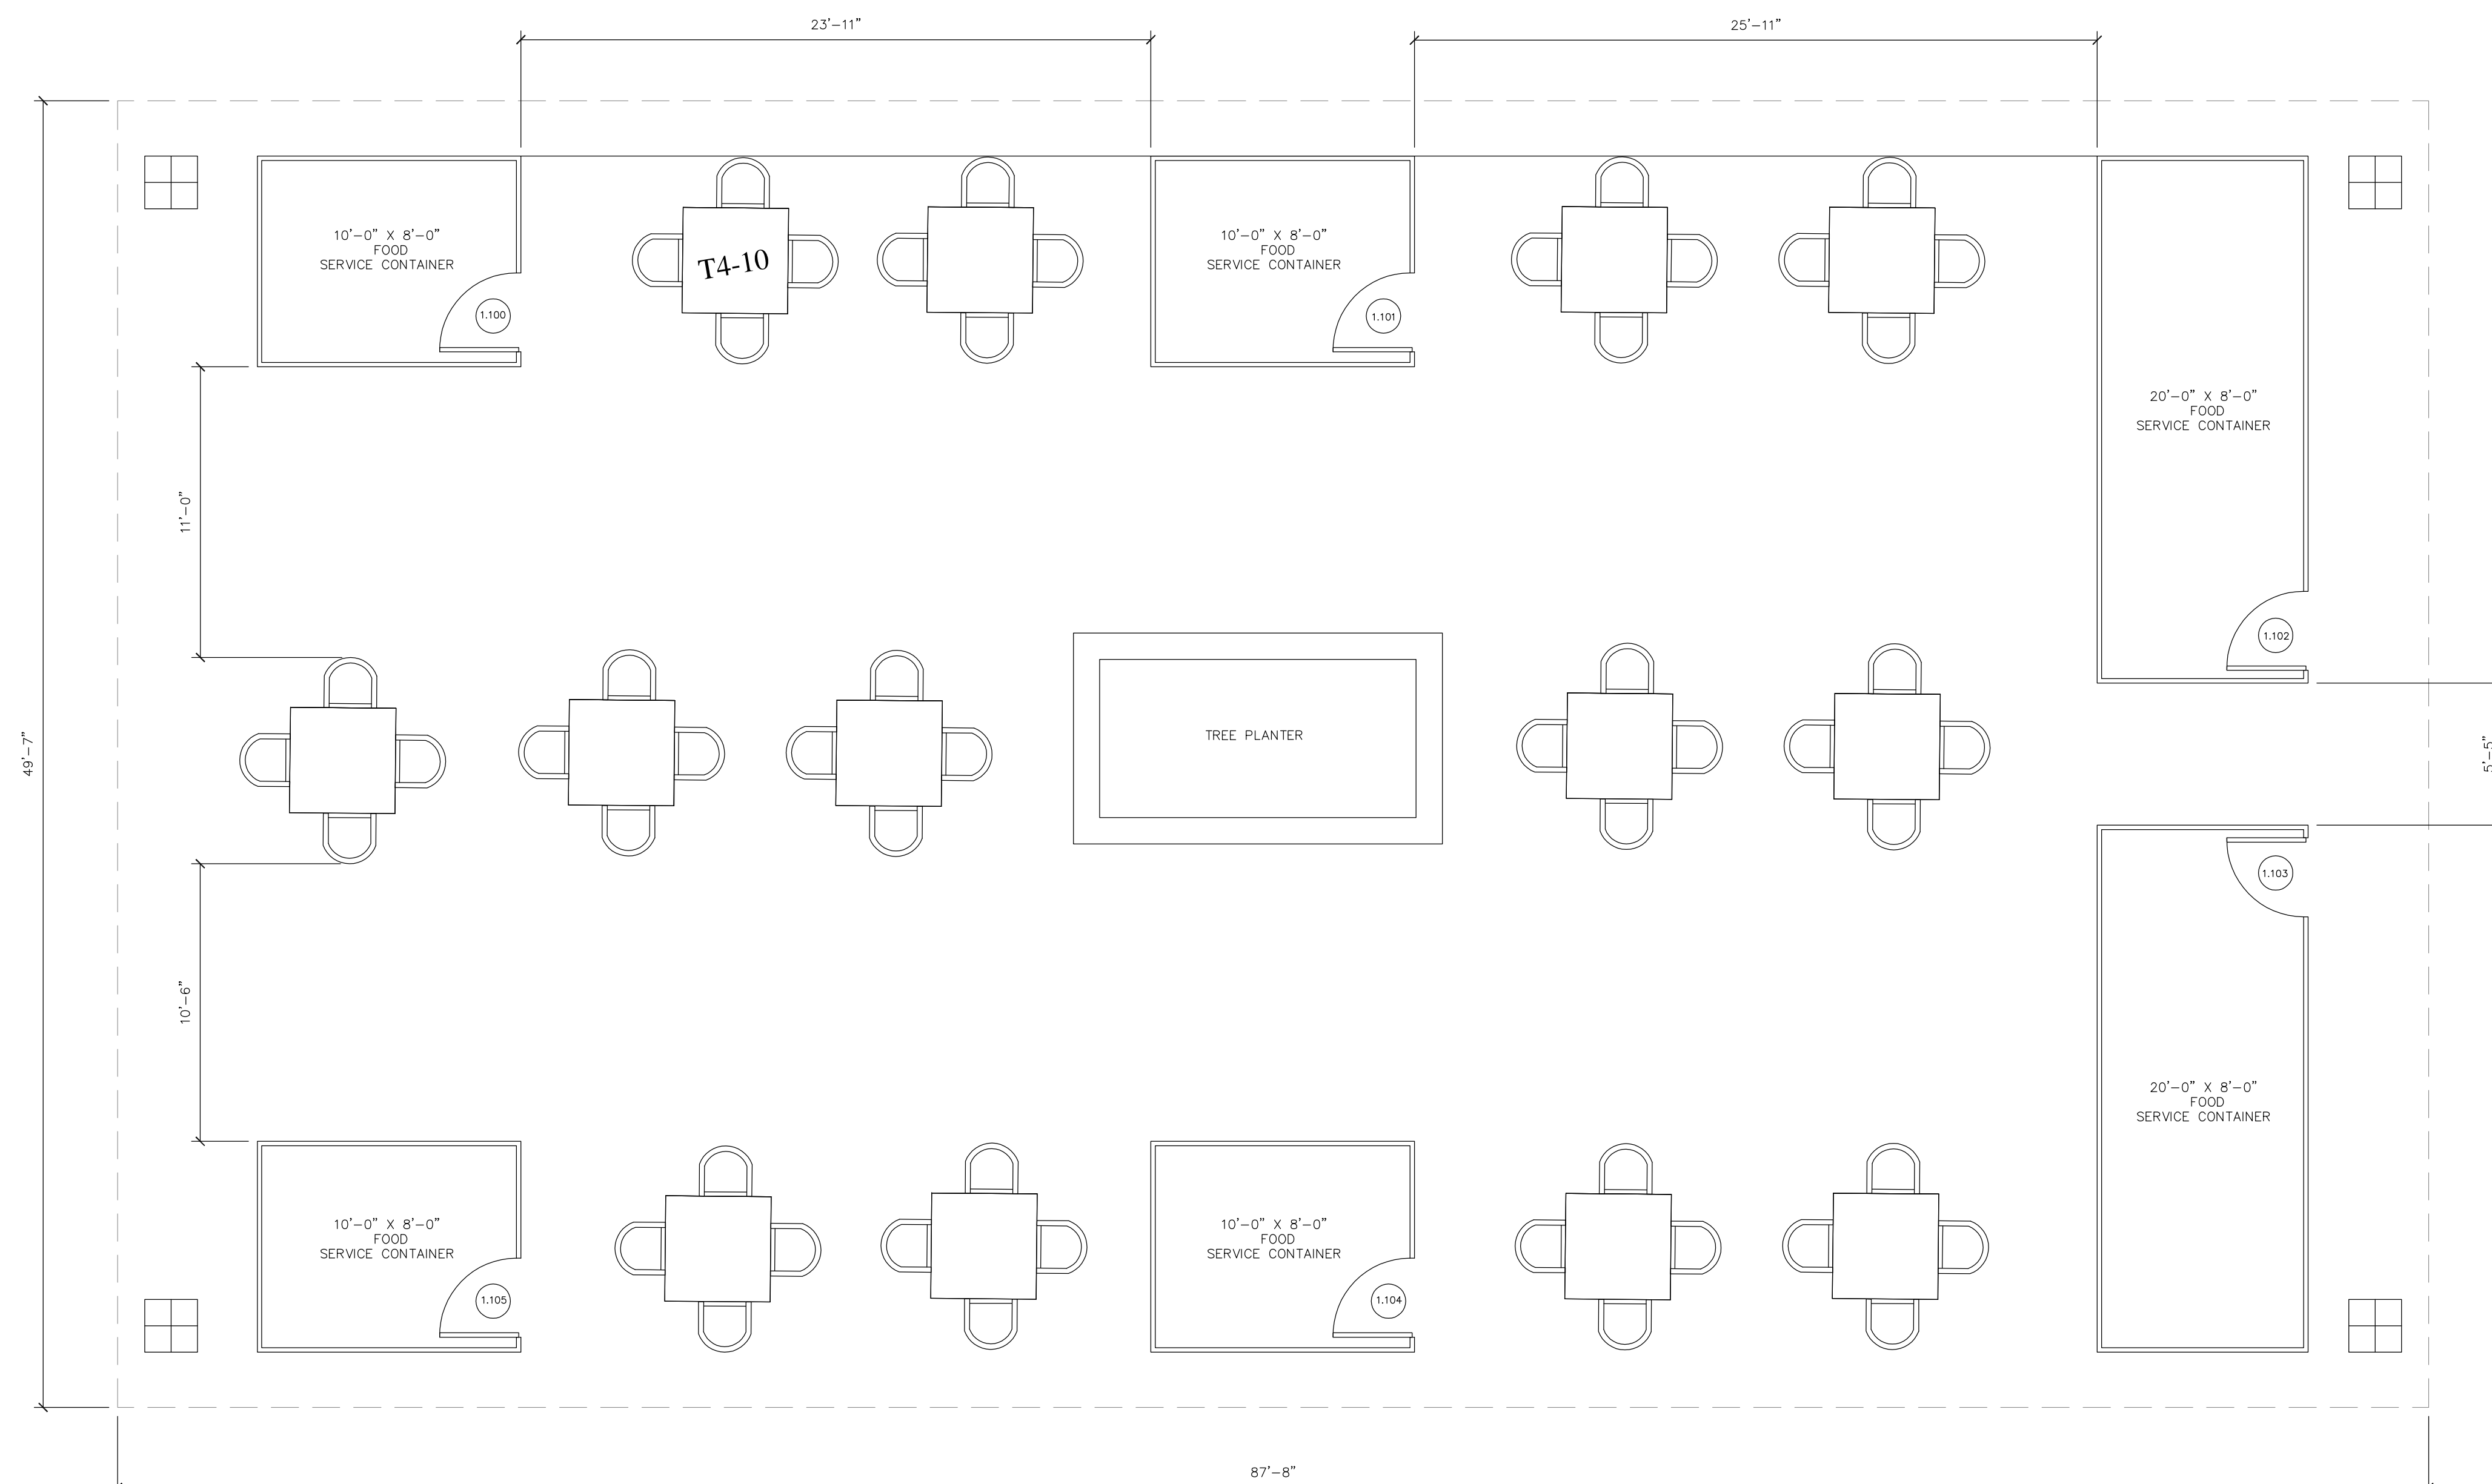 23'-11"
25'-11"
10'-0" X 8'-0"
FOOD
SERVICE CONTAINER
1.100
T4-10
10'-0" X 8'-0"
FOOD
SERVICE CONTAINER
1.101
20'-0" X 8'-0"
FOOD
SERVICE CONTAINER
1.102
11'-0"
49'-7"
TREE PLANTER
5'-5"
1.103
10'-6"
20'-0" X 8'-0"
FOOD
SERVICE CONTAINER
10'-0" X 8'-0"
FOOD
SERVICE CONTAINER
1.105
10'-0" X 8'-0"
FOOD
SERVICE CONTAINER
1.104
87'-8"